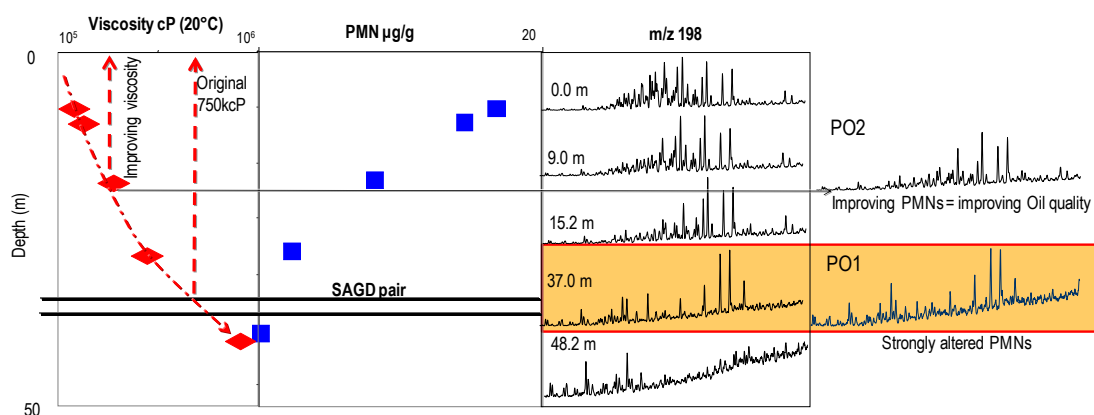 Viscosity cP (20°C)
PMN µg/g
m/z 198
10⁵
10⁶
20
0
Improving viscosity
Original
750kcP
0.0 m
9.0 m
PO2
Improving PMNs = improving Oil quality
15.2 m
Depth (m)
SAGD pair
37.0 m
PO1
Strongly altered PMNs
48.2 m
50